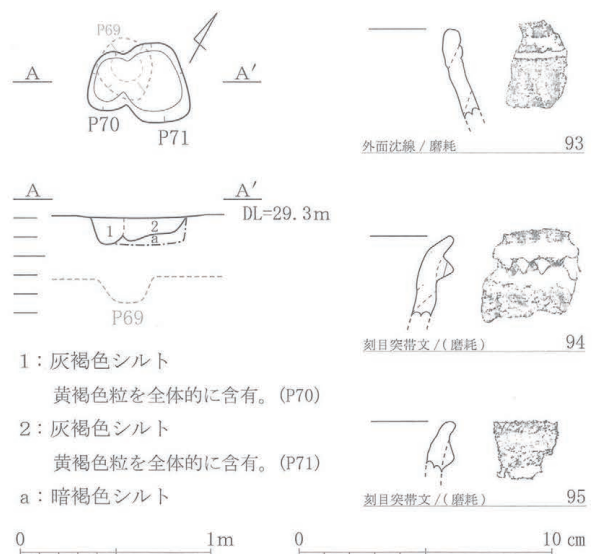 P69
A A′
P70
P71
A A′
DL=29.3m
1 2
a
P69
1：灰褐色シルト
黄褐色粒を全体的に含有。(P70)
2：灰褐色シルト
黄褐色粒を全体的に含有。(P71)
a：暗褐色シルト
0 1m
外面沈線/磨耗 93
刻目突帯文/(磨耗) 94
刻目突帯文/(磨耗) 95
0 10 cm